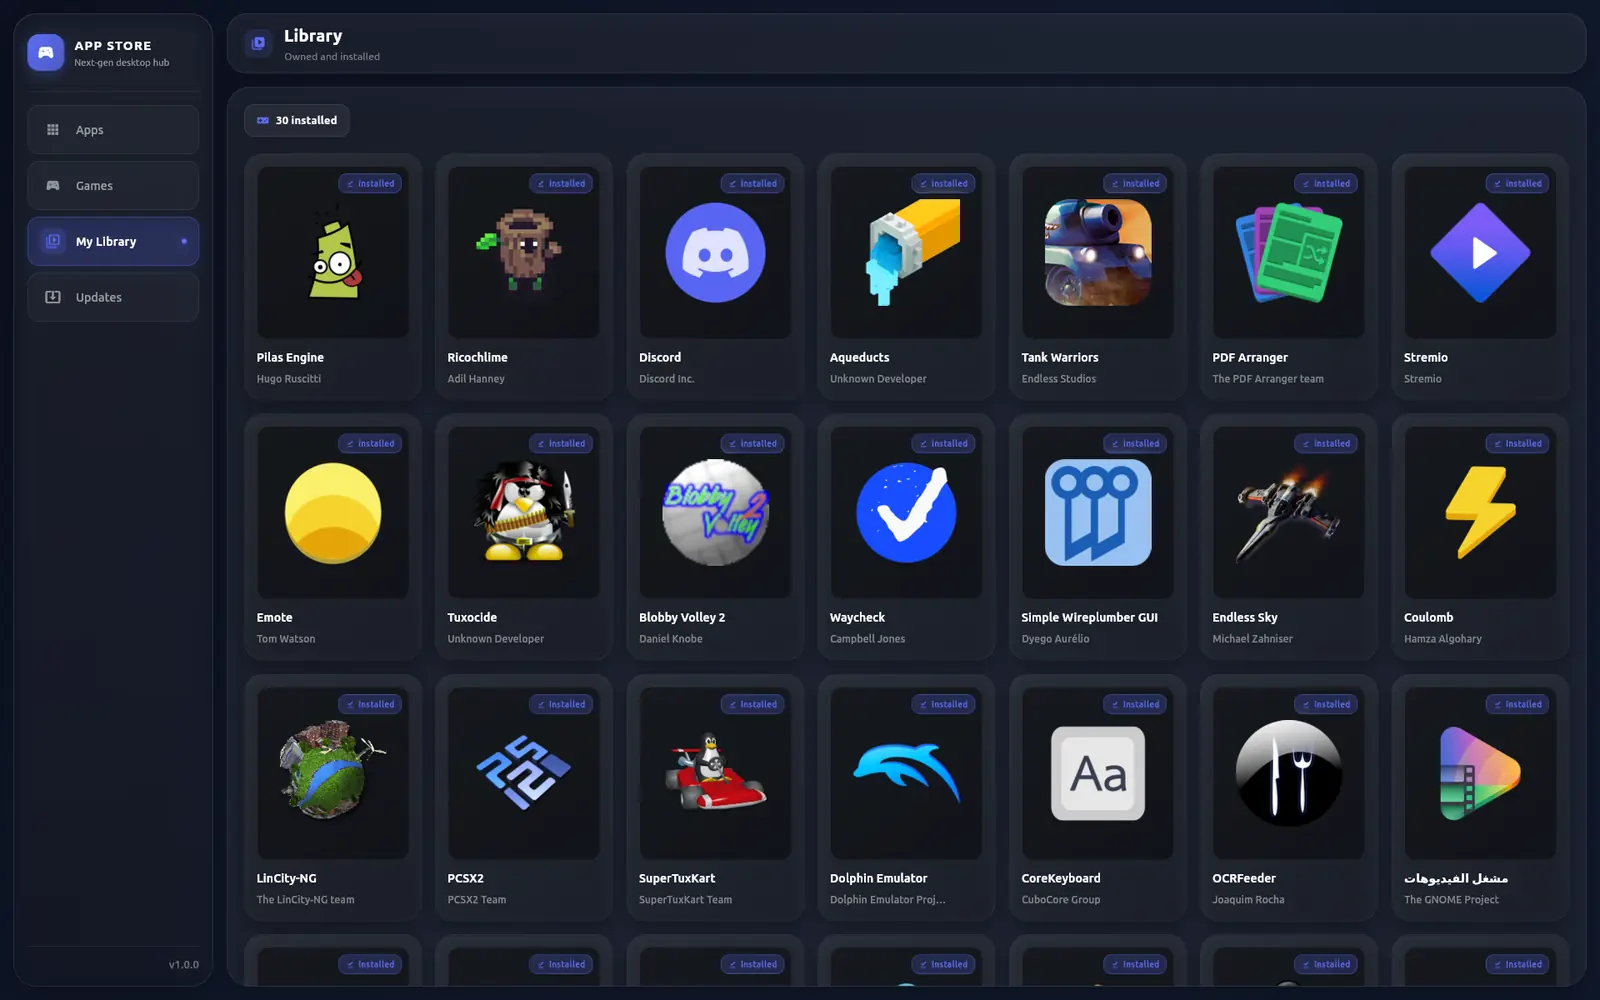 APP STORE
Next-gen desktop hub
Apps
Games
My Library
Updates
v1.0.0
Library
Owned and installed
30 installed
Installed
Installed
Installed
Installed
Installed
Installed
Installed
Pilas Engine
Hugo Ruscitti
Ricochlime
Adil Hanney
Discord
Discord Inc.
Aqueducts
Unknown Developer
Tank Warriors
Endless Studios
PDF Arranger
The PDF Arranger team
Stremio
Stremio
Installed
Installed
Installed
Installed
Installed
Installed
Installed
Blobby
Volley 2
Emote
Tom Watson
Tuxocide
Unknown Developer
Blobby Volley 2
Daniel Knobe
Waycheck
Campbell Jones
Simple Wireplumber GUI
Dyego Aurélio
Endless Sky
Michael Zahniser
Coulomb
Hamza Algohary
Installed
Installed
Installed
Installed
Installed
Installed
Installed
Aa
LinCity-NG
The LinCity-NG team
PCSX2
PCSX2 Team
SuperTuxKart
SuperTuxKart Team
Dolphin Emulator
Dolphin Emulator Proj...
CoreKeyboard
CuboCore Group
OCRFeeder
Joaquim Rocha
مشغل الفيديوهات
The GNOME Project
Installed
Installed
Installed
Installed
Installed
Installed
Installed